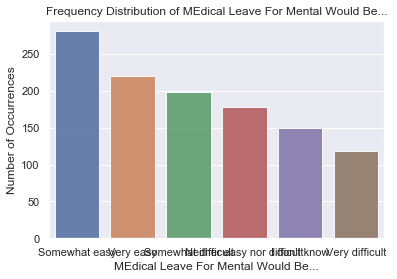 Frequency Distribution of MEdical Leave For Mental Would Be...
Number of Occurrences
250
200
150
100
50
0
Somewhat easy Very easy Somewhat difficult Neither easy nor difficult I don't know Very difficult
MEdical Leave For Mental Would Be...